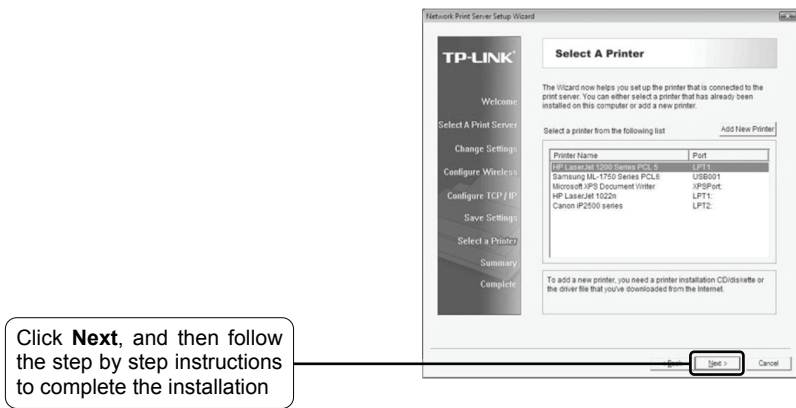 Network Print Server Setup Wizard
TP-LINK
Welcome
Select A Print Server
Change Settings
Configure Wireless
Configure TCP / IP
Save Settings
Select a Printer
Summary
Complete
Select A Printer
The Wizard now helps you set up the printer that is connected to the
print server. You can either select a printer that has already been
installed on this computer or add a new printer.
Select a printer from the following list
Add New Printer
Printer Name Port
HP LaserJet 1200 Series PCL 5 LPT1:
Samsung ML-1750 Series PCL6 USB001
Microsoft XPS Document Writer XPSPort:
HP LaserJet 1022n LPT1:
Canon iP2500 series LPT2:
To add a new printer, you need a printer installation CD/diskette or
the driver file that you've downloaded from the Internet.
< Back Next > Cancel
Click Next, and then follow
the step by step instructions
to complete the installation